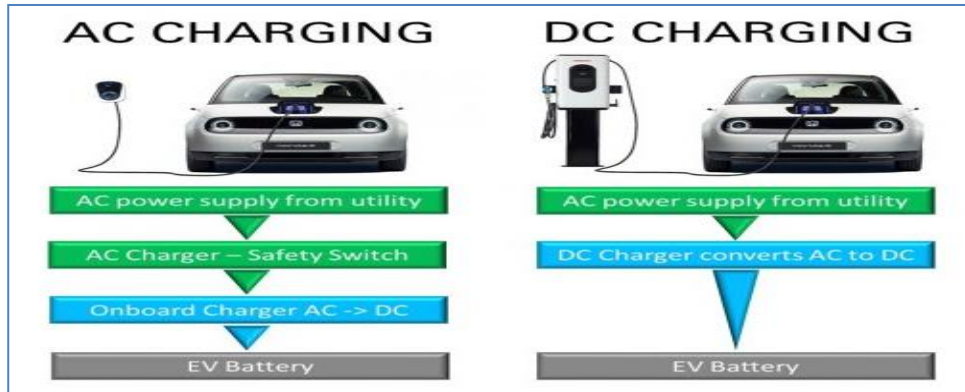 AC CHARGING
AC power supply from utility
AC Charger – Safety Switch
Onboard Charger AC -> DC
EV Battery
DC CHARGING
AC power supply from utility
DC Charger converts AC to DC
EV Battery